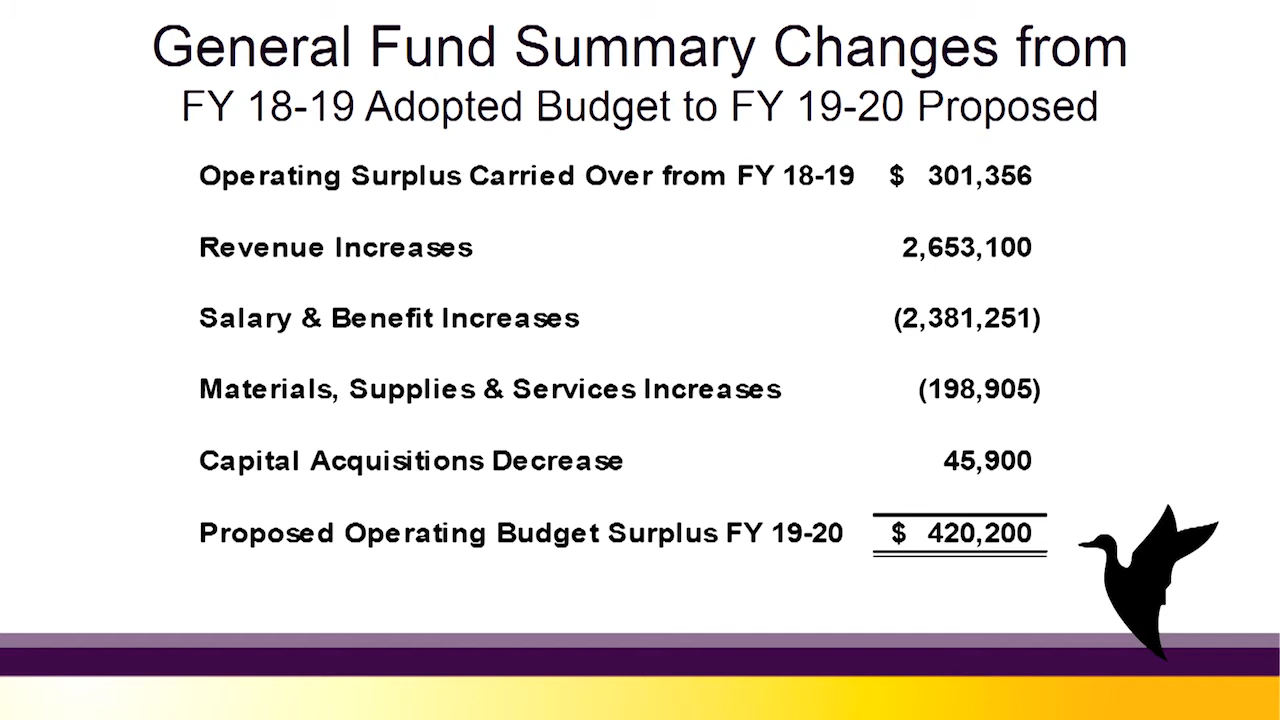 General Fund Summary Changes from
FY 18-19 Adopted Budget to FY 19-20 Proposed
Operating Surplus Carried Over from FY 18-19 $ 301,356
Revenue Increases 2,653,100
Salary & Benefit Increases (2,381,251)
Materials, Supplies & Services Increases (198,905)
Capital Acquisitions Decrease 45,900
Proposed Operating Budget Surplus FY 19-20 $ 420,200